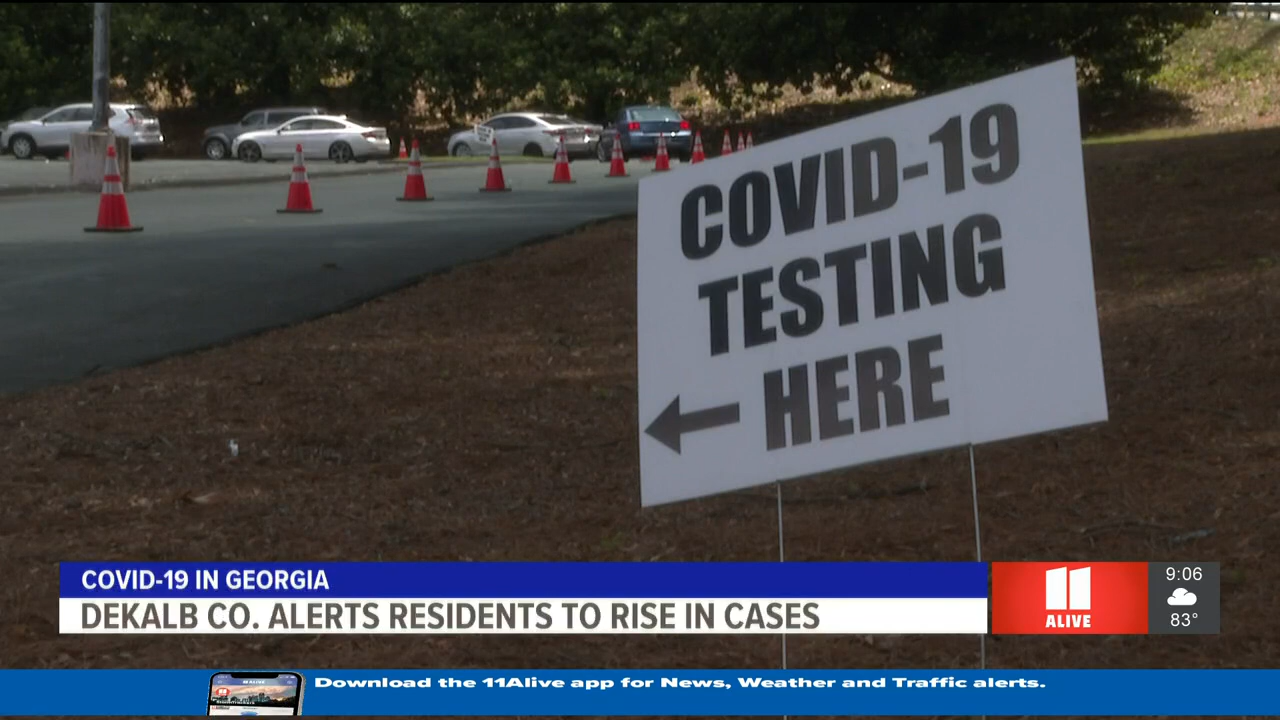 COVID-19
TESTING
HERE
COVID-19 IN GEORGIA
DEKALB CO. ALERTS RESIDENTS TO RISE IN CASES
11
ALIVE
9:06
83°
Download the 11Alive app for News, Weather and Traffic alerts.